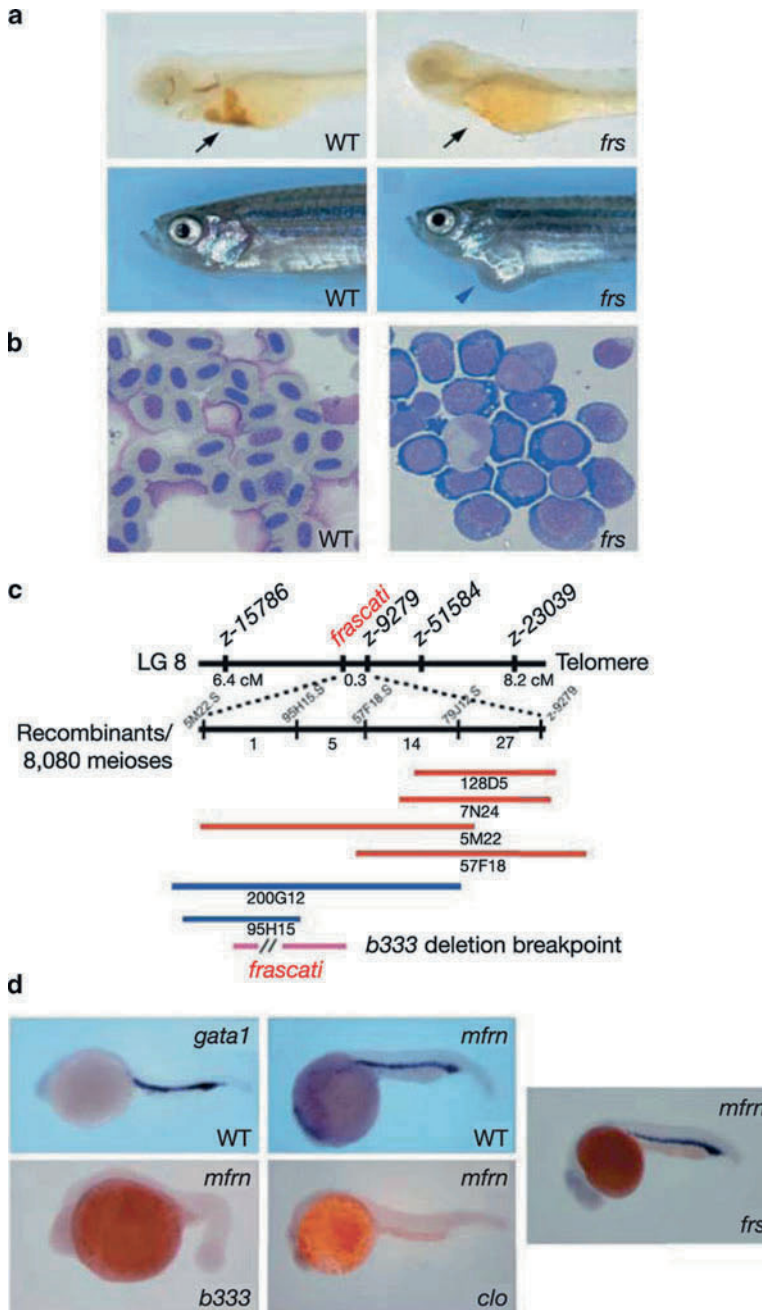 a
WT
frs
WT
frs
b
WT
frs
c
z-15786
frascati
z-9279
z-51584
z-23039
LG 8
Telomere
6.4 cM
0.3
8.2 cM
5M22.S
95H15.S
57F18.S
79J12.S
z-9279
Recombinants/
8,080 meioses
1
5
14
27
128D5
7N24
5M22
57F18
200G12
95H15
b333 deletion breakpoint
frascati
d
gata1
WT
mfrn
WT
mfrn
frs
mfrn
b333
mfrn
clo